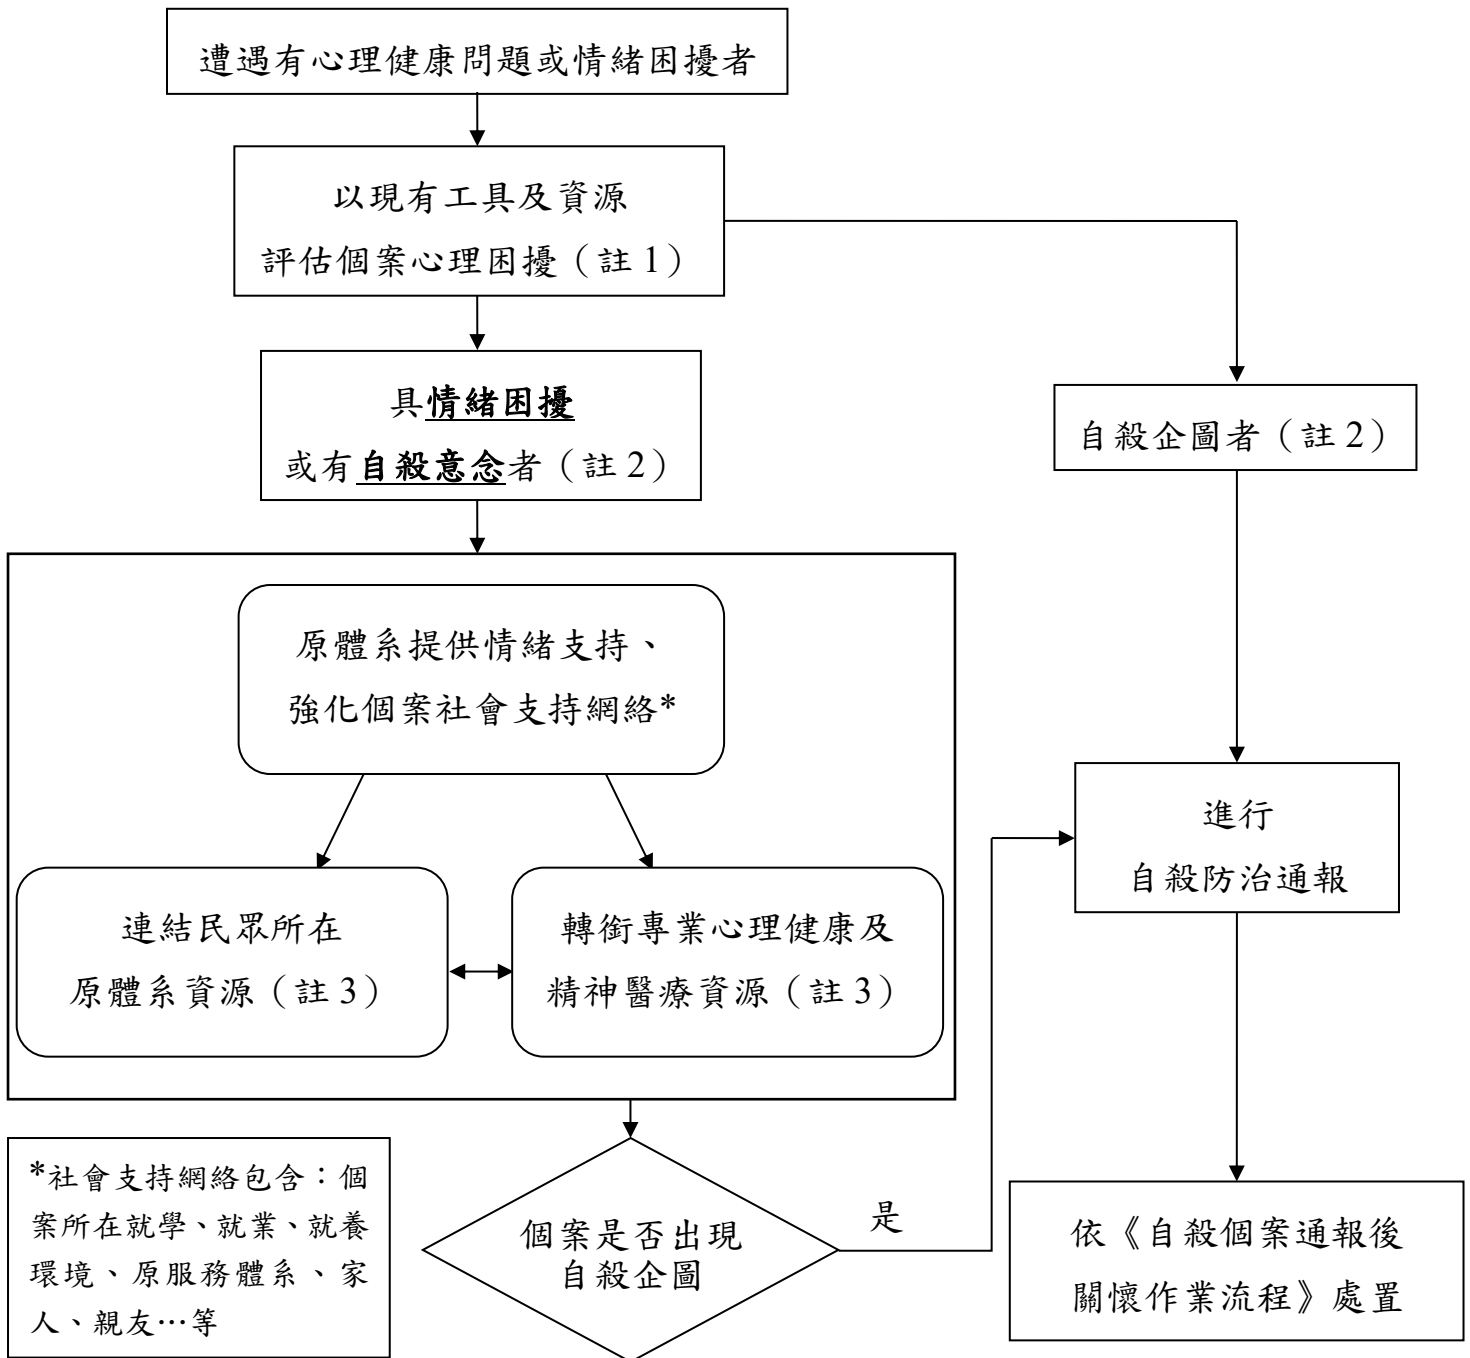 遭遇有心理健康問題或情緒困擾者
以現有工具及資源
評估個案心理困擾（註1）
具情緒困擾
或有自殺意念者（註2）
自殺企圖者（註2）
原體系提供情緒支持、
強化個案社會支持網絡*
連結民眾所在
原體系資源（註3）
轉銜專業心理健康及
精神醫療資源（註3）
進行
自殺防治通報
*社會支持網絡包含：個
案所在就學、就業、就養
環境、原服務體系、家
人、親友…等
個案是否出現
自殺企圖
是
依《自殺個案通報後
關懷作業流程》處置